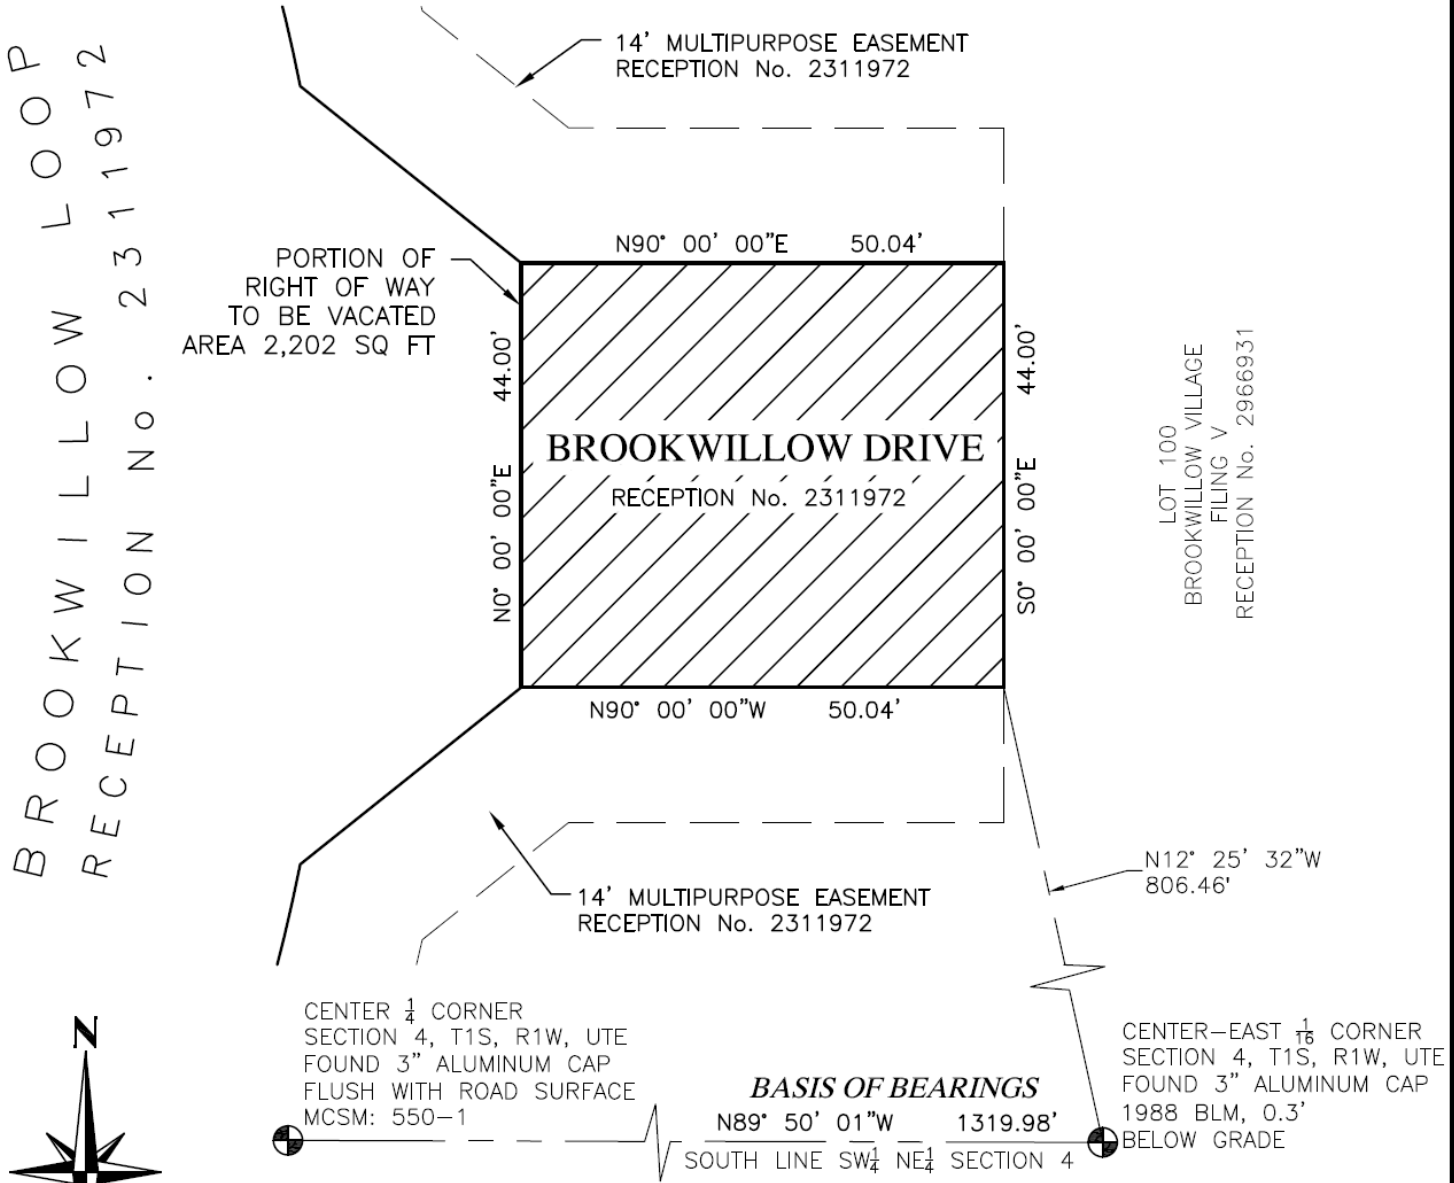 BROOKWILLOW LOOP
RECEPTION No. 2311972
14' MULTIPURPOSE EASEMENT
RECEPTION No. 2311972
PORTION OF
RIGHT OF WAY
TO BE VACATED
AREA 2,202 SQ FT
N90° 00' 00"E 50.04'
N0° 00' 00"E 44.00'
BROOKWILLOW DRIVE
RECEPTION No. 2311972
S0° 00' 00"E 44.00'
N90° 00' 00"W 50.04'
LOT 100
BROOKWILLOW VILLAGE
FILING V
RECEPTION No. 2966931
14' MULTIPURPOSE EASEMENT
RECEPTION No. 2311972
N12° 25' 32"W
806.46'
N
CENTER 1/4 CORNER
SECTION 4, T1S, R1W, UTE
FOUND 3" ALUMINUM CAP
FLUSH WITH ROAD SURFACE
MCSM: 550-1
BASIS OF BEARINGS
N89° 50' 01"W 1319.98'
SOUTH LINE SW1/4 NE1/4 SECTION 4
CENTER-EAST 1/16 CORNER
SECTION 4, T1S, R1W, UTE
FOUND 3" ALUMINUM CAP
1988 BLM, 0.3'
BELOW GRADE